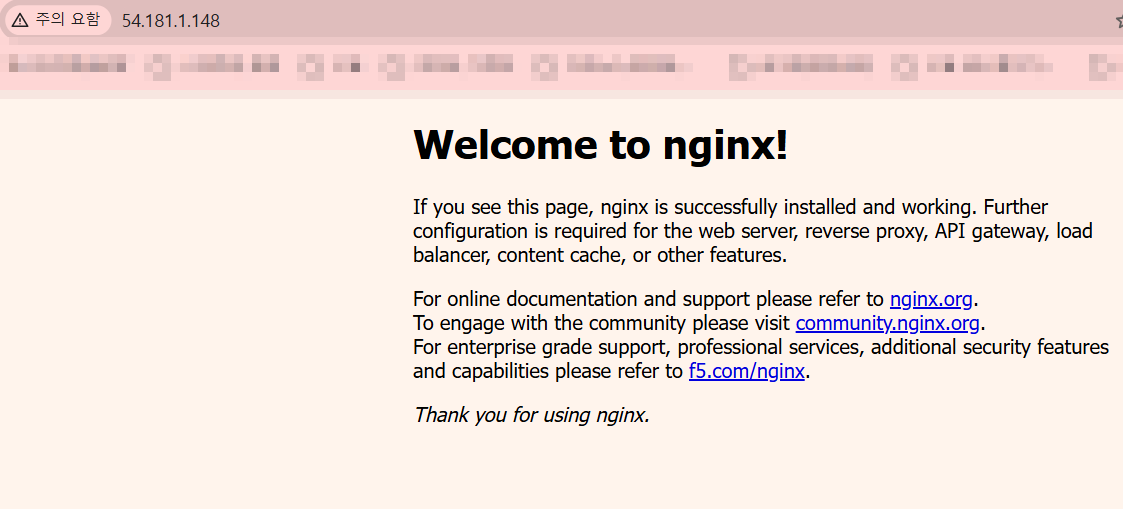 주의 요함 54.181.1.148
Welcome to nginx!
If you see this page, nginx is successfully installed and working. Further
configuration is required for the web server, reverse proxy, API gateway, load
balancer, content cache, or other features.
For online documentation and support please refer to nginx.org.
To engage with the community please visit community.nginx.org.
For enterprise grade support, professional services, additional security features
and capabilities please refer to f5.com/nginx.
Thank you for using nginx.